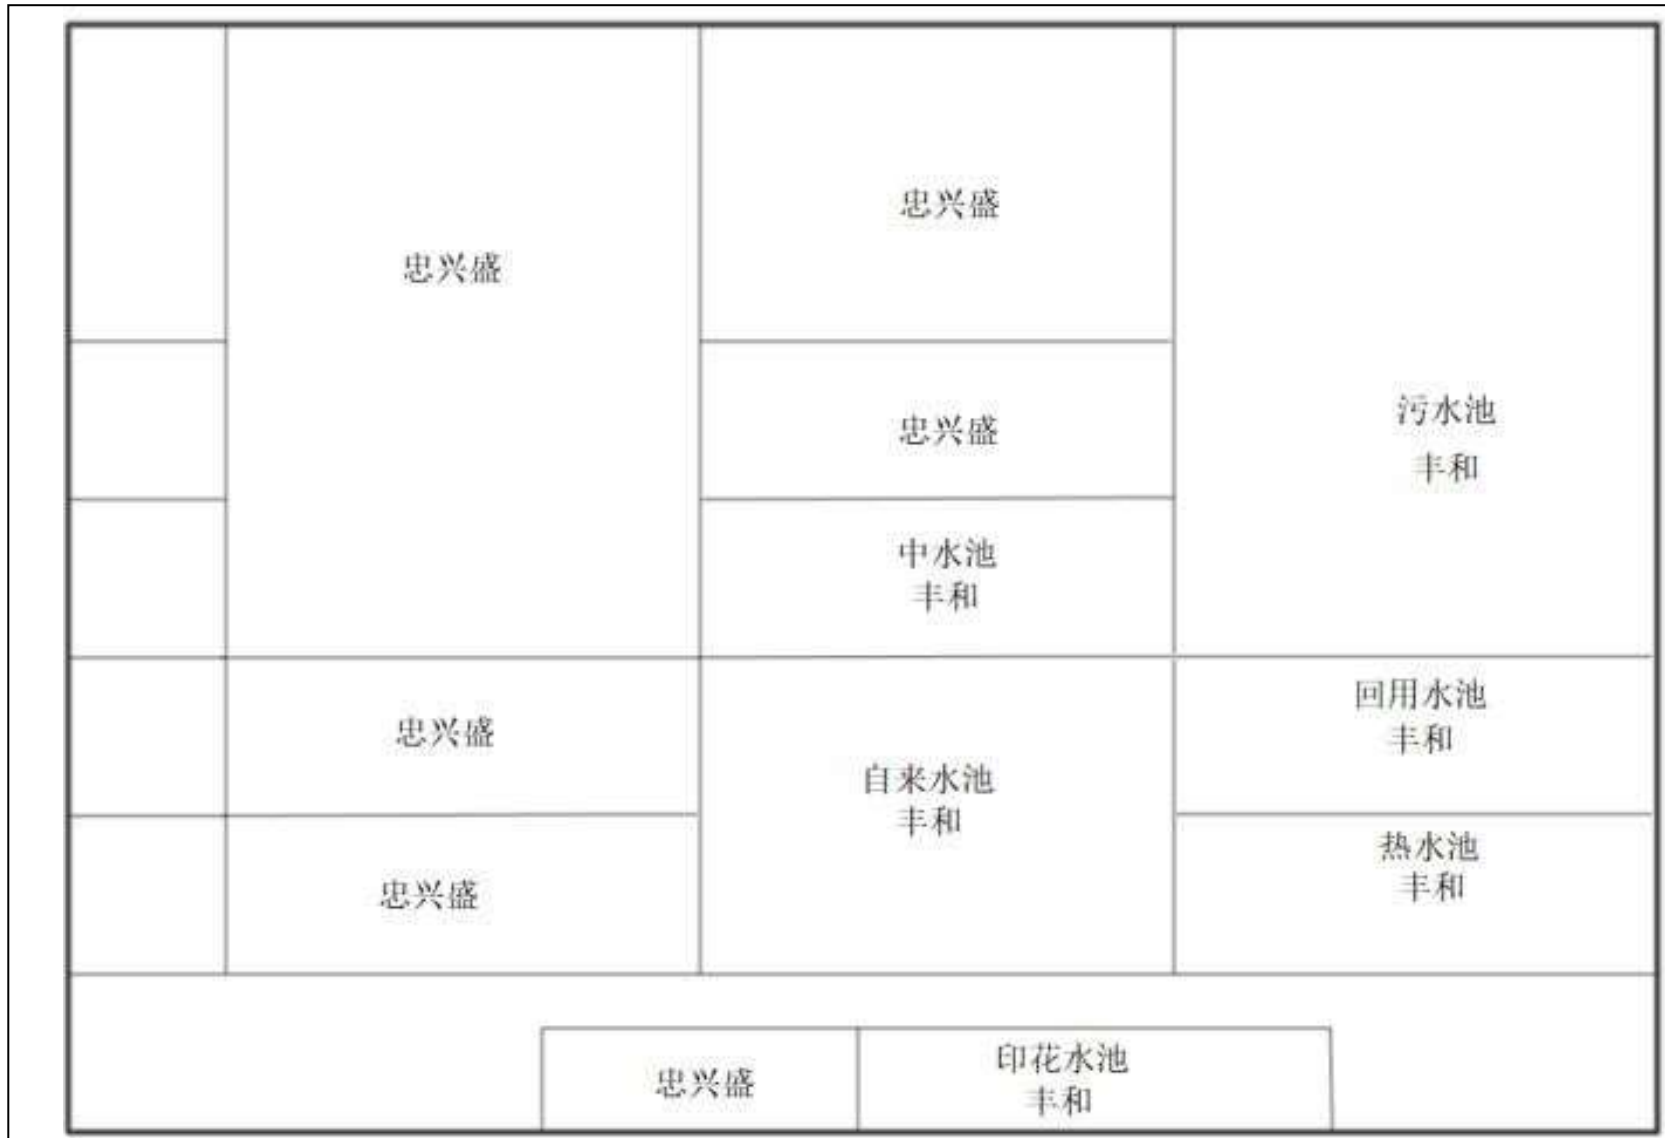 忠兴盛
忠兴盛
忠兴盛
污水池
丰和
中水池
丰和
忠兴盛
自来水池
丰和
回用水池
丰和
热水池
丰和
忠兴盛
忠兴盛
印花水池
丰和